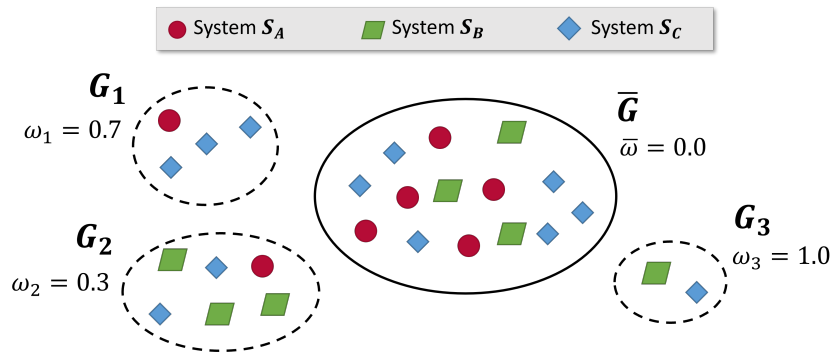 System S_A System S_B System S_C
G_1
ω_1 = 0.7
G̅
ω̅ = 0.0
G_2
ω_2 = 0.3
G_3
ω_3 = 1.0